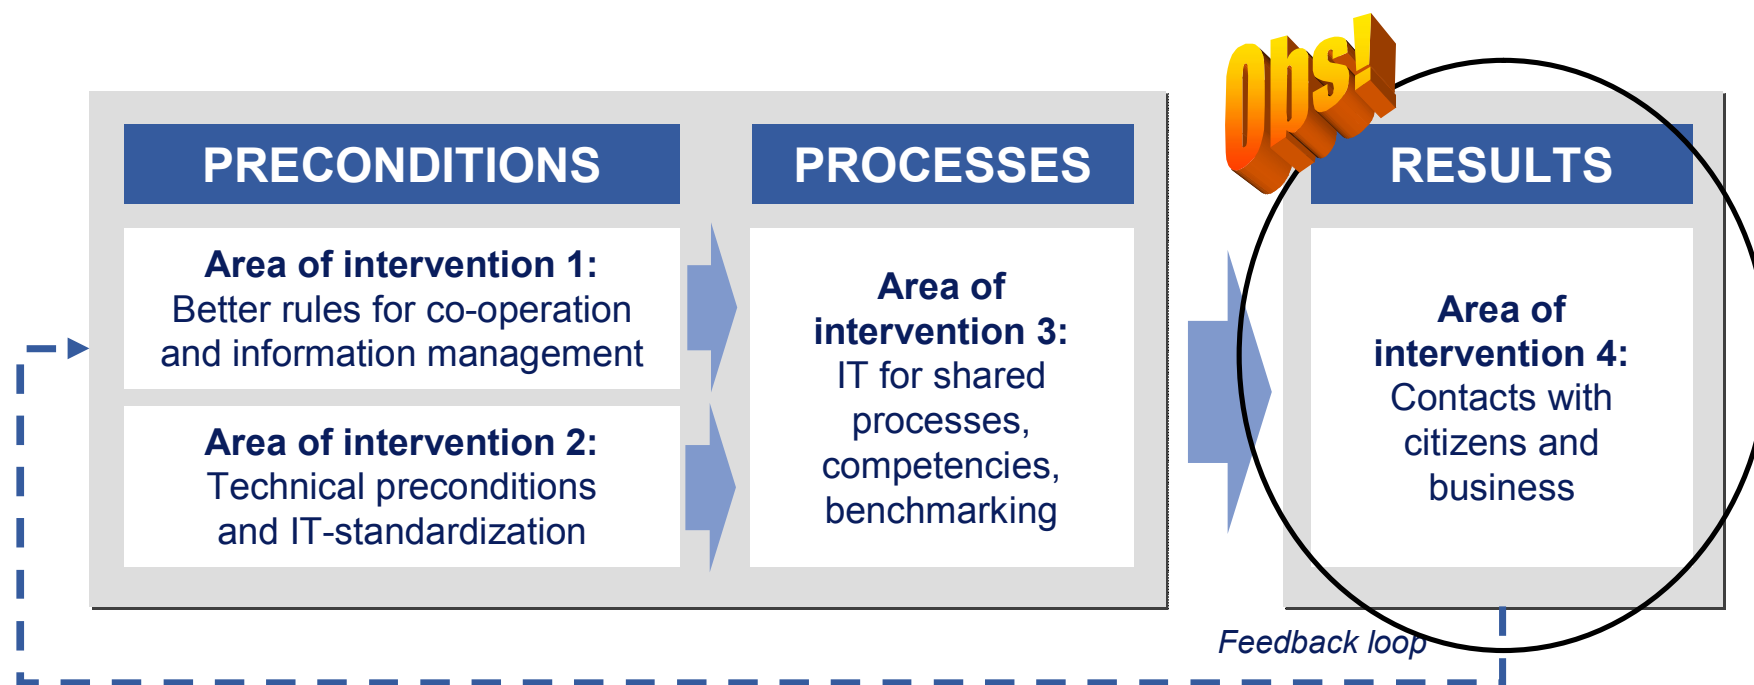 PRECONDITIONS
Area of intervention 1:
Better rules for co-operation
and information management
Area of intervention 2:
Technical preconditions
and IT-standardization
PROCESSES
Area of
intervention 3:
IT for shared
processes,
competencies,
benchmarking
Obs!
RESULTS
Area of
intervention 4:
Contacts with
citizens and
business
Feedback loop